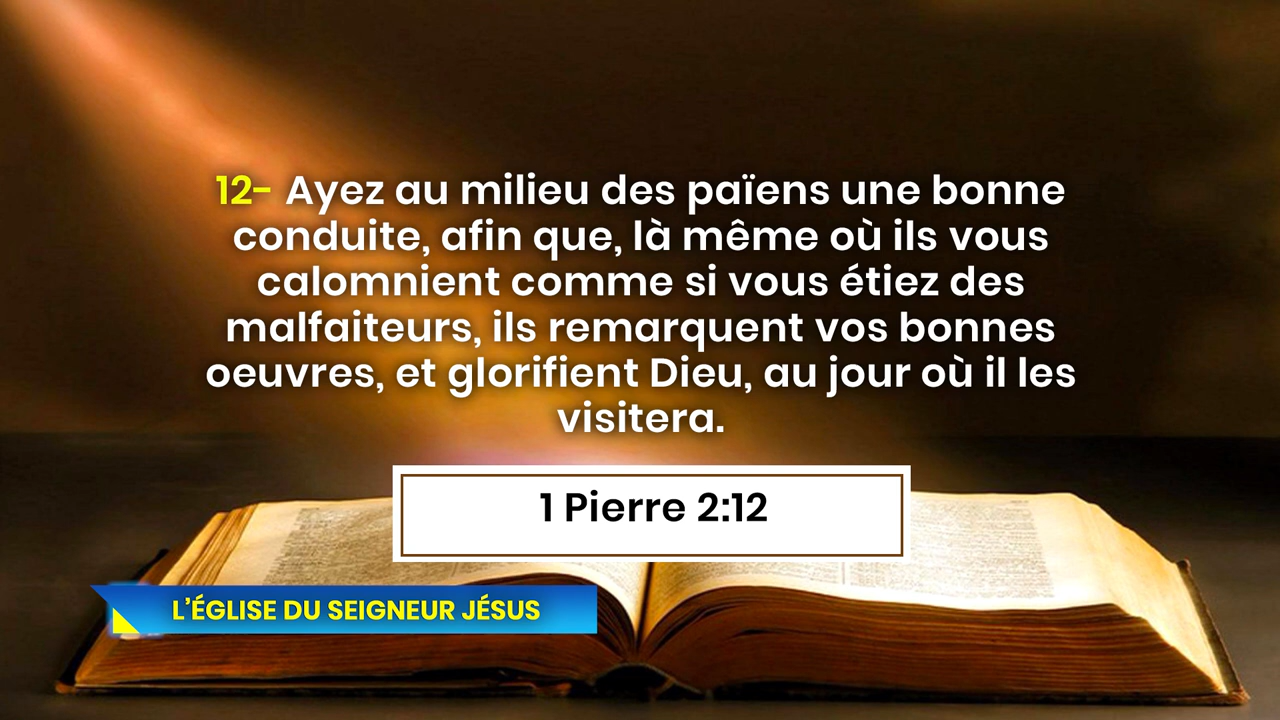 12- Ayez au milieu des païens une bonne
conduite, afin que, là même où ils vous
calomnient comme si vous étiez des
malfaiteurs, ils remarquent vos bonnes
oeuvres, et glorifient Dieu, au jour où il les
visitera.
1 Pierre 2:12
L'ÉGLISE DU SEIGNEUR JÉSUS